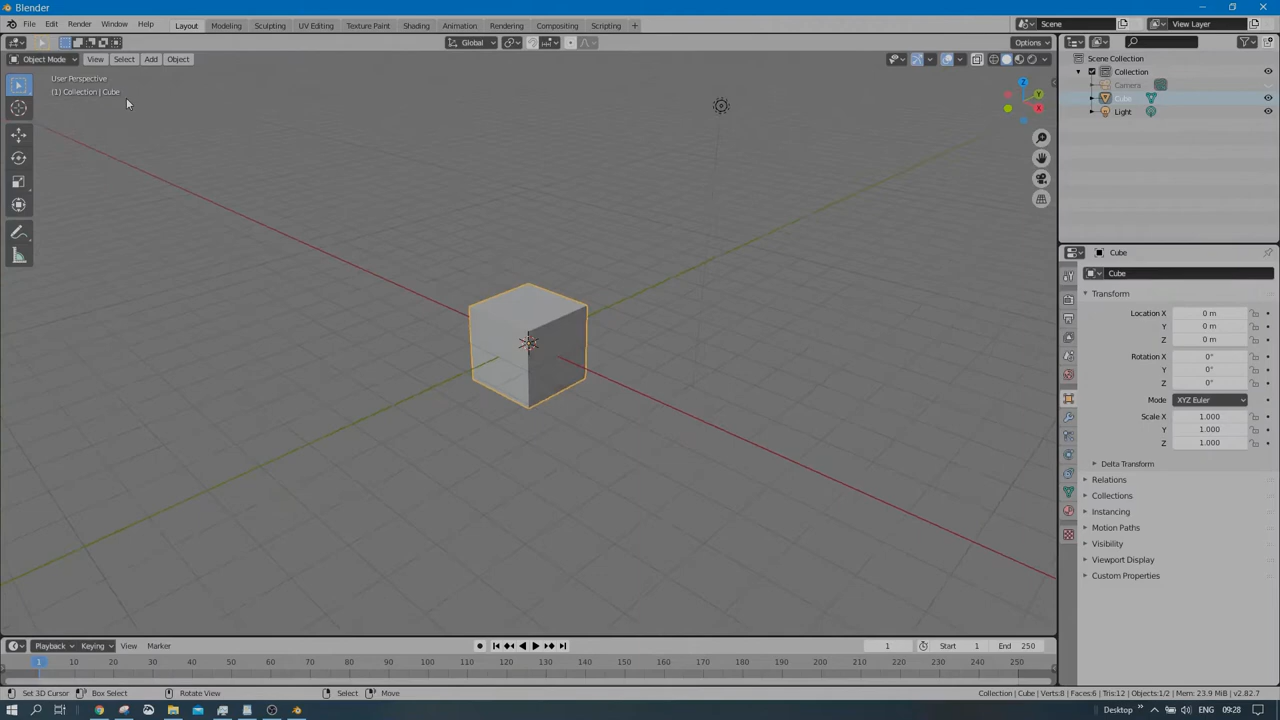 Blender
File Edit Render Window Help
Layout Modeling Sculpting UV Editing Texture Paint Shading Animation Rendering Compositing Scripting +
Scene
View Layer
Global
Options
Object Mode View Select Add Object
User Perspective
(1) Collection | Cube
Z
Y
X
Scene Collection
Collection
Camera
Cube
Light
Cube
Cube
Transform
Location X 0 m
Y 0 m
Z 0 m
Rotation X 0°
Y 0°
Z 0°
Mode XYZ Euler
Scale X 1.000
Y 1.000
Z 1.000
Delta Transform
Relations
Collections
Instancing
Motion Paths
Visibility
Viewport Display
Custom Properties
Playback Keying View Marker
1 Start 1 End 250
1 10 20 30 40 50 60 70 80 90 100 110 120 130 140 150 160 170 180 190 200 210 220 230 240 250
Set 3D Cursor Box Select Rotate View Select Move
Collection | Cube | Verts:8 | Faces:6 | Tris:12 | Objects:1/2 | Mem: 23.9 MiB | v2.82.7
Desktop ENG 09:28